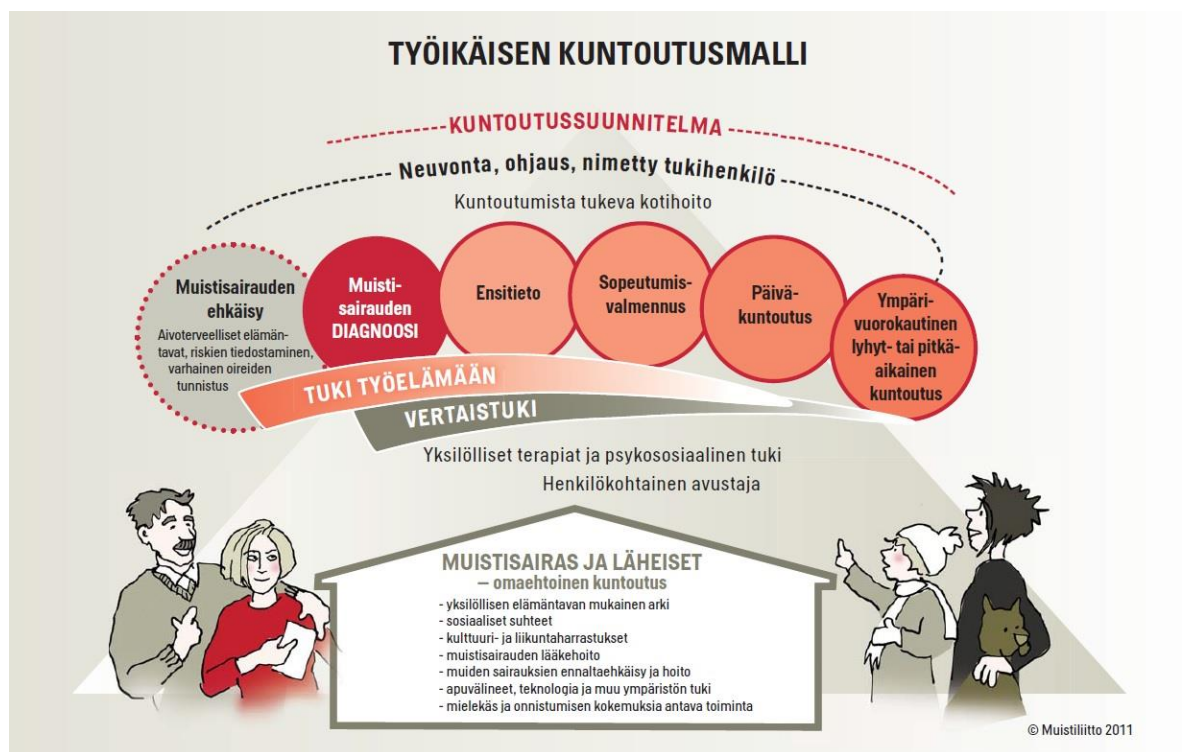 TYÖIKÄISEN KUNTOUTUSMALLI
KUNTOUTUSSUUNNITELMA
Neuvonta, ohjaus, nimetty tukihenkilö
Kuntoutumista tukeva kotihoito
Muistisairauden
ehkäisy
Aivoterveelliset elämän-
tavat, riskien tiedostaminen,
varhainen oireiden
tunnistus
Muisti-
sairauden
DIAGNOOSI
Ensitieto
Sopeutumis-
valmennus
Päivä-
kuntoutus
Ympäri-
vuorokautinen
lyhyt- tai pitkä-
aikainen
kuntoutus
TUKI TYÖELÄMÄÄN
VERTAISTUKI
Yksilölliset terapiat ja psykososiaalinen tuki
Henkilökohtainen avustaja
MUISTISAIRAS JA LÄHEISET
– omaehtoinen kuntoutus
- yksilöllisen elämäntavan mukainen arki
- sosiaaliset suhteet
- kulttuuri- ja liikuntaharrastukset
- muistisairauden lääkehoito
- muiden sairauksien ennaltaehkäisy ja hoito
- apuvälineet, teknologia ja muu ympäristön tuki
- mielekäs ja onnistumisen kokemuksia antava toiminta
© Muistiliitto 2011